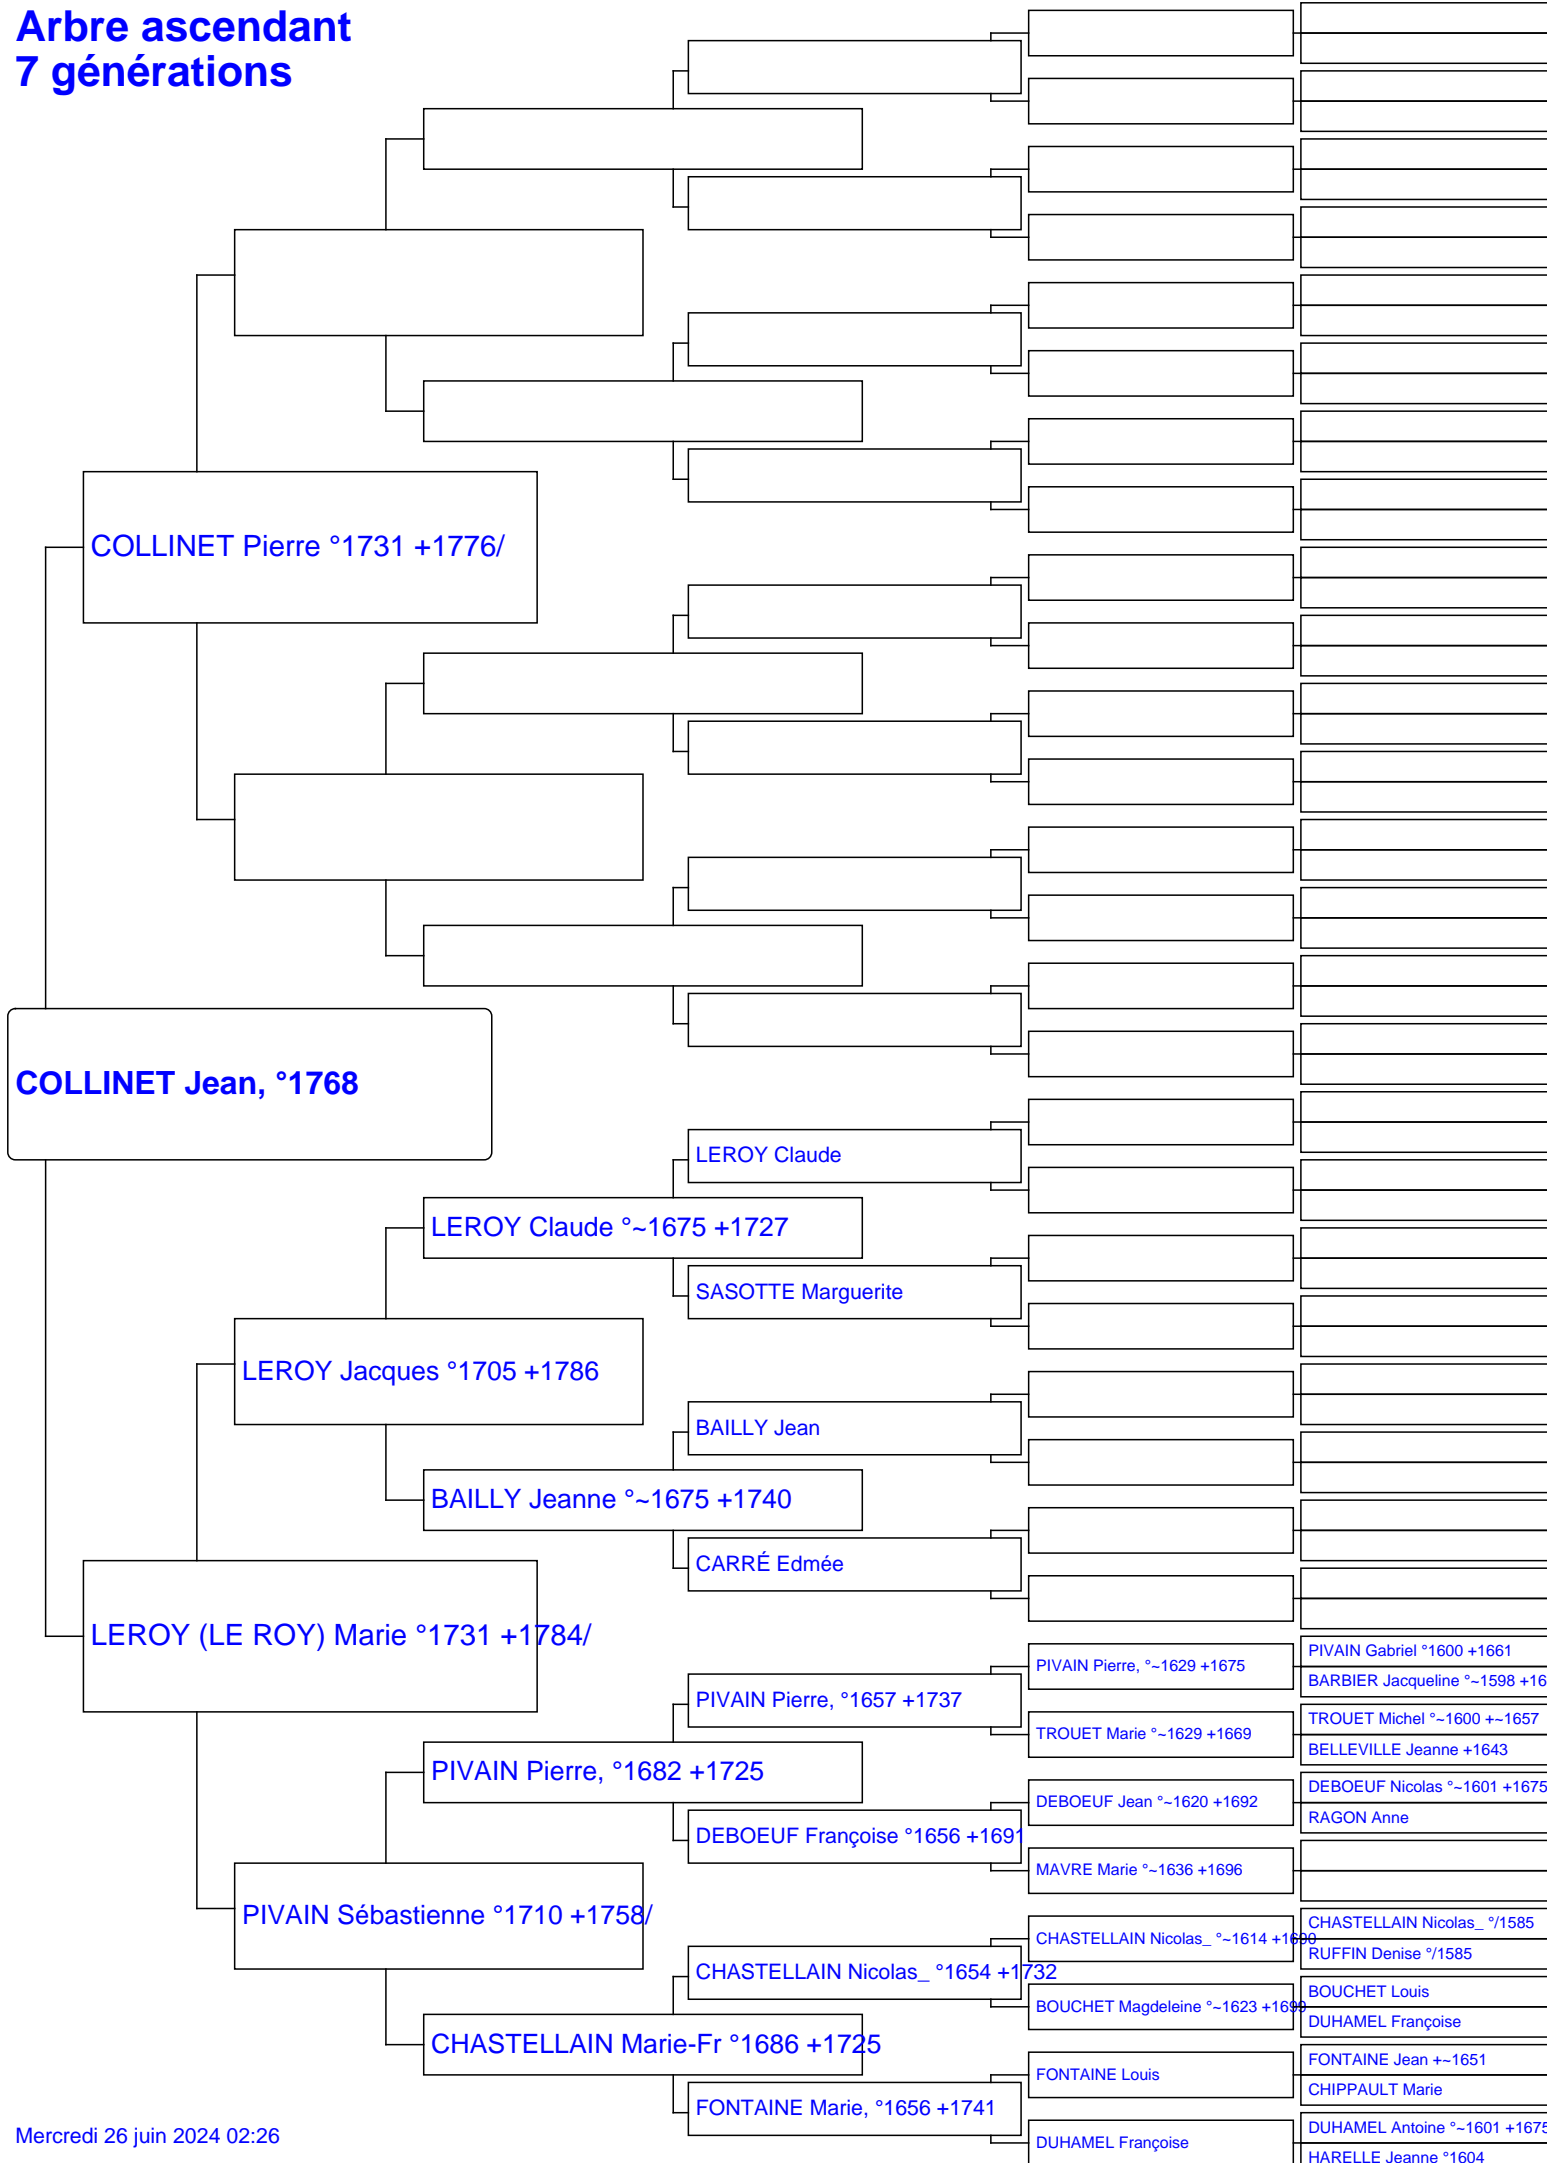 Arbre ascendant
7 générations
COLLINET Pierre °1731 +1776/
COLLINET Jean, °1768
LEROY Claude
LEROY Claude °~1675 +1727
SASOTTE Marguerite
LEROY Jacques °1705 +1786
BAILLY Jean
BAILLY Jeanne °~1675 +1740
CARRÉ Edmée
LEROY (LE ROY) Marie °1731 +1784/
PIVAIN Gabriel °1600 +1661
PIVAIN Pierre, °~1629 +1675
BARBIER Jacqueline °~1598 +16
PIVAIN Pierre, °1657 +1737
TROUET Michel °~1600 +~1657
TROUET Marie °~1629 +1669
BELLEVILLE Jeanne +1643
PIVAIN Pierre, °1682 +1725
DEBOEUF Nicolas °~1601 +1675
DEBOEUF Jean °~1620 +1692
RAGON Anne
DEBOEUF Françoise °1656 +1691
MAVRE Marie °~1636 +1696
PIVAIN Sébastienne °1710 +1758/
CHASTELLAIN Nicolas_ °/1585
CHASTELLAIN Nicolas_ °~1614 +1690
RUFFIN Denise °/1585
CHASTELLAIN Nicolas_ °1654 +1732
BOUCHET Louis
BOUCHET Magdeleine °~1623 +1699
DUHAMEL Françoise
CHASTELLAIN Marie-Fr °1686 +1725
FONTAINE Jean +~1651
FONTAINE Louis
CHIPPAULT Marie
FONTAINE Marie, °1656 +1741
DUHAMEL Antoine °~1601 +1675
DUHAMEL Françoise
HARELLE Jeanne °1604
Mercredi 26 juin 2024 02:26